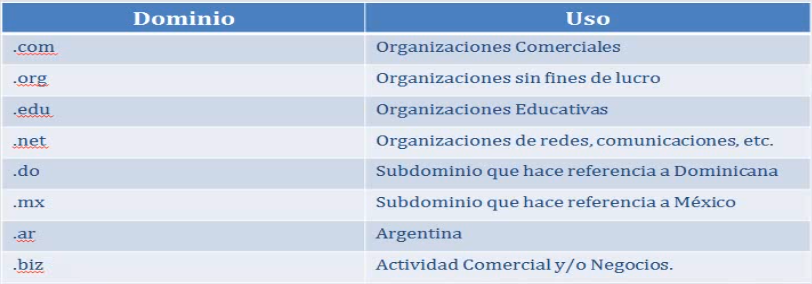 Dominio Uso
.com Organizaciones Comerciales
.org Organizaciones sin fines de lucro
.edu Organizaciones Educativas
.net Organizaciones de redes, comunicaciones, etc.
.do Subdominio que hace referencia a Dominicana
.mx Subdominio que hace referencia a México
.ar Argentina
.biz Actividad Comercial y/o Negocios.